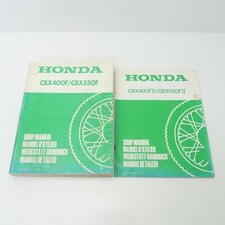 HONDA
CBX400F/CBX550F
SHOP MANUAL
MANUEL D'ATELIER
WERKSTATT-HANDBUCH
MANUAL DE TALLER
HONDA
CBX400FII/CBX550FII
SHOP MANUAL
MANUEL D'ATELIER
WERKSTATT-HANDBUCH
MANUAL DE TALLER